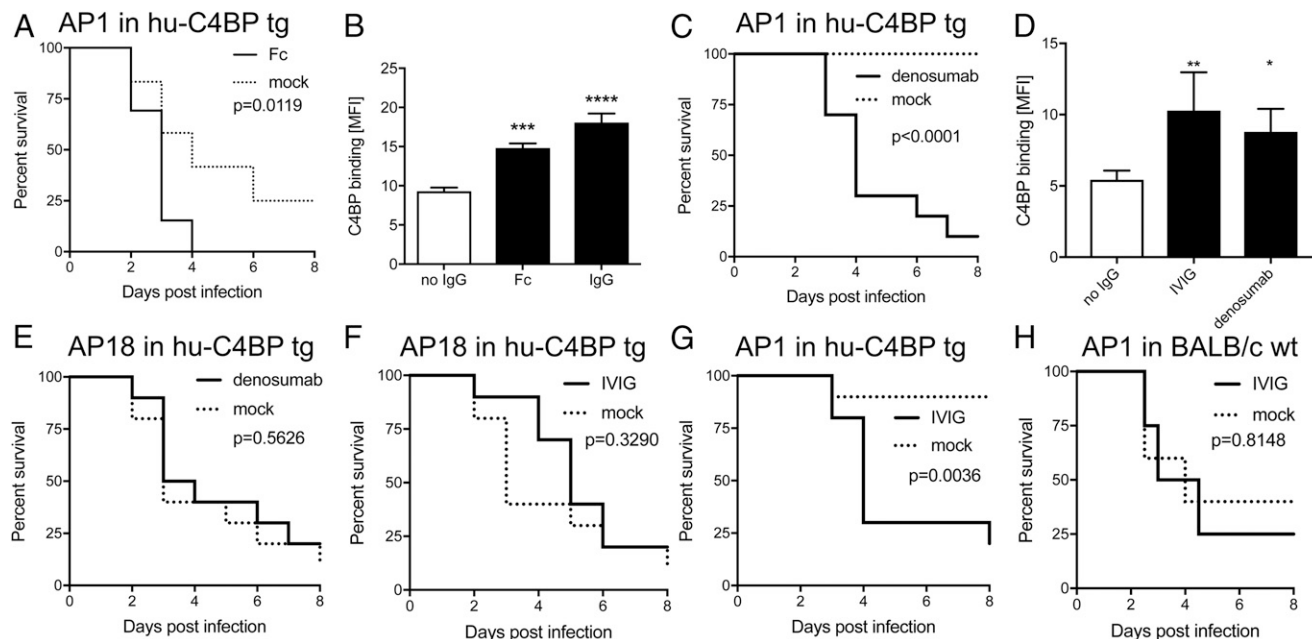 A AP1 in hu-C4BP tg
Percent survival
100
75
50
25
0
0 2 4 6 8
Days post infection
Fc
mock
p=0.0119
B
C4BP binding [MFI]
25
20
15
10
5
0
***
****
no IgG Fc IgG
C AP1 in hu-C4BP tg
Percent survival
100
75
50
25
0
0 2 4 6 8
Days post infection
denosumab
mock
p<0.0001
D
C4BP binding [MFI]
15
10
5
0
**
*
no IgG IVIG denosumab
E AP18 in hu-C4BP tg
Percent survival
100
75
50
25
0
0 2 4 6 8
Days post infection
denosumab
mock
p=0.5626
F AP18 in hu-C4BP tg
Percent survival
100
75
50
25
0
0 2 4 6 8
Days post infection
IVIG
mock
p=0.3290
G AP1 in hu-C4BP tg
Percent survival
100
75
50
25
0
0 2 4 6 8
Days post infection
IVIG
mock
p=0.0036
H AP1 in BALB/c wt
Percent survival
100
75
50
25
0
0 2 4 6 8
Days post infection
IVIG
mock
p=0.8148